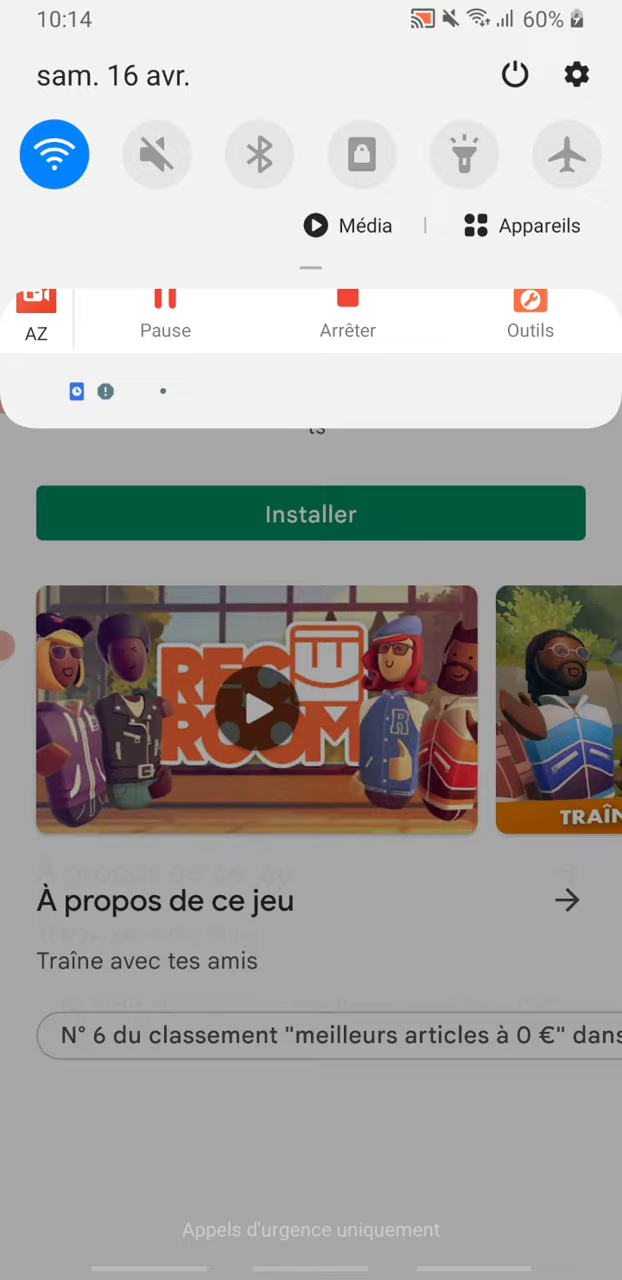 10:14
60%
sam. 16 avr.
Média | Appareils
AZ
Pause
Arrêter
Outils
Installer
REC ROOM
R
TRAÎN
À propos de ce jeu
Traîne avec tes amis
N° 6 du classement "meilleurs articles à 0 €" dans
Appels d'urgence uniquement